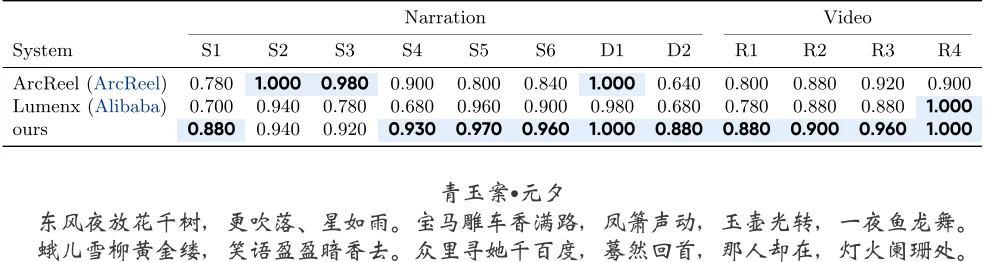 Narration Video
System S1 S2 S3 S4 S5 S6 D1 D2 R1 R2 R3 R4
ArcReel (ArcReel) 0.780 1.000 0.980 0.900 0.800 0.840 1.000 0.640 0.800 0.880 0.920 0.900
Lumenx (Alibaba) 0.700 0.940 0.780 0.680 0.960 0.900 0.980 0.680 0.780 0.880 0.880 1.000
ours 0.880 0.940 0.920 0.930 0.970 0.960 1.000 0.880 0.880 0.900 0.960 1.000
青玉案•元夕
东风夜放花千树，更吹落、星如雨。宝马雕车香满路，凤箫声动，玉壶光转，一夜鱼龙舞。
蛾儿雪柳黄金缕，笑语盈盈暗香去。众里寻她千百度，蓦然回首，那人却在，灯火阑珊处。